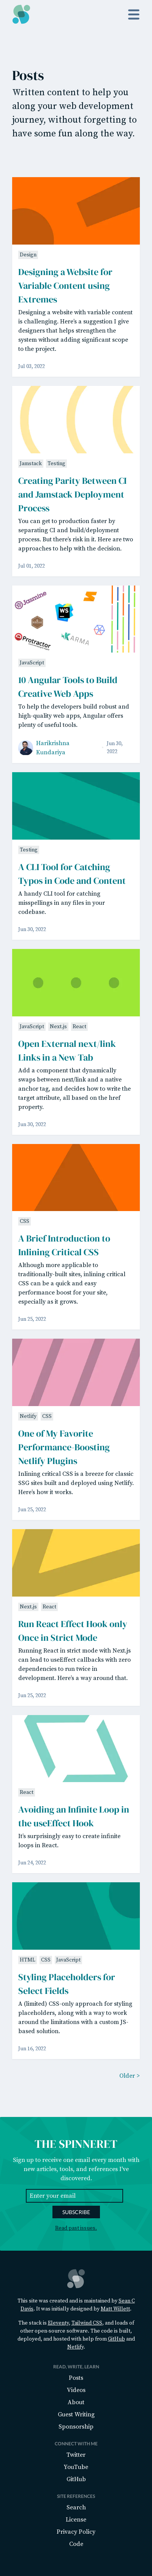 Posts
Written content to help you
along your web development
journey, without forgetting to
have some fun along the way.
Design
Designing a Website for
Variable Content using
Extremes
Designing a website with variable content
is challenging. Here's a suggestion I give
designers that helps strengthen the
system without adding significant scope
to the project.
Jul 02, 2022
Jamstack Testing
Creating Parity Between CI
and Jamstack Deployment
Process
You can get to production faster by
separating CI and build/deployment
process. But there's risk in it. Here are two
approaches to help with the decision.
Jul 01, 2022
Jasmine
WS
Protractor
KARMA
JavaScript
10 Angular Tools to Build
Creative Web Apps
To help the developers build robust and
high-quality web apps, Angular offers
plenty of useful tools.
Harikrishna
Kundariya
Jun 30,
2022
Testing
A CLI Tool for Catching
Typos in Code and Content
A handy CLI tool for catching
misspellings in any files in your
codebase.
Jun 30, 2022
JavaScript Next.js React
Open External next/link
Links in a New Tab
Add a component that dynamically
swaps between next/link and a native
anchor tag, and decides how to write the
target attribute, all based on the href
property.
Jun 30, 2022
CSS
A Brief Introduction to
Inlining Critical CSS
Although more applicable to
traditionally-built sites, inlining critical
CSS can be a quick and easy
performance boost for your site,
especially as it grows.
Jun 25, 2022
Netlify CSS
One of My Favorite
Performance-Boosting
Netlify Plugins
Inlining critical CSS is a breeze for classic
SSG sites built and deployed using Netlify.
Here's how it works.
Jun 25, 2022
Next.js React
Run React Effect Hook only
Once in Strict Mode
Running React in strict mode with Next.js
can lead to useEffect callbacks with zero
dependencies to run twice in
development. Here's a way around that.
Jun 25, 2022
React
Avoiding an Infinite Loop in
the useEffect Hook
It's surprisingly easy to create infinite
loops in React.
Jun 24, 2022
HTML CSS JavaScript
Styling Placeholders for
Select Fields
A (limited) CSS-only approach for styling
placeholders, along with a way to work
around the limitations with a custom JS-
based solution.
Jun 16, 2022
Older >
THE SPINNERET
Sign up to receive one email every month with
new articles, tools, and references I've
discovered.
Enter your email
SUBSCRIBE
Read past issues.
This site was created and is maintained by Sean C
Davis. It was initially designed by Matt Willett.
The stack is Eleventy, Tailwind CSS, and loads of
other open source software. The code is built,
deployed, and hosted with help from GitHub and
Netlify.
READ, WRITE, LEARN
Posts
Videos
About
Guest Writing
Sponsorship
CONNECT WITH ME
Twitter
YouTube
GitHub
SITE REFERENCES
Search
License
Privacy Policy
Code